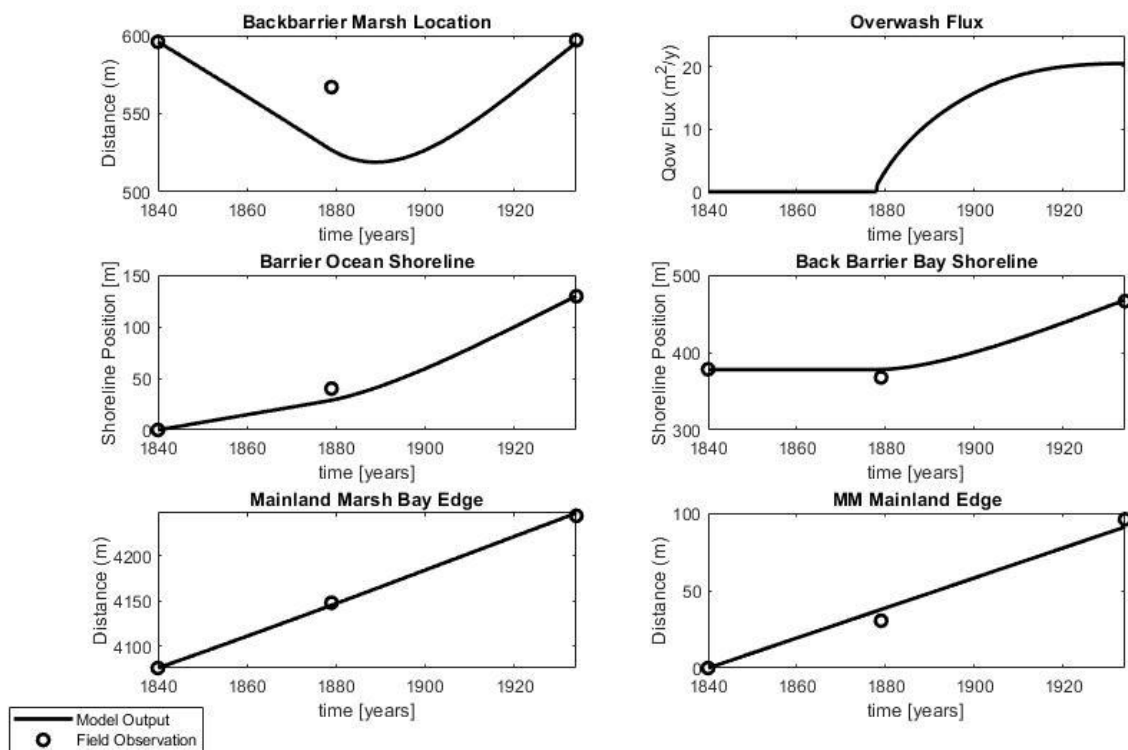 Backbarrier Marsh Location
Distance (m)
600
550
500
1840
1860
1880
1900
1920
time [years]
Overwash Flux
Qow Flux (m²/y)
20
10
0
1840
1860
1880
1900
1920
time [years]
Barrier Ocean Shoreline
Shoreline Position [m]
150
100
50
0
1840
1860
1880
1900
1920
time [years]
Back Barrier Bay Shoreline
Shoreline Position [m]
500
400
300
1840
1860
1880
1900
1920
time [years]
Mainland Marsh Bay Edge
Distance (m)
4200
4150
4100
1840
1860
1880
1900
1920
time [years]
MM Mainland Edge
Distance (m)
100
50
0
1840
1860
1880
1900
1920
time [years]
Model Output
Field Observation